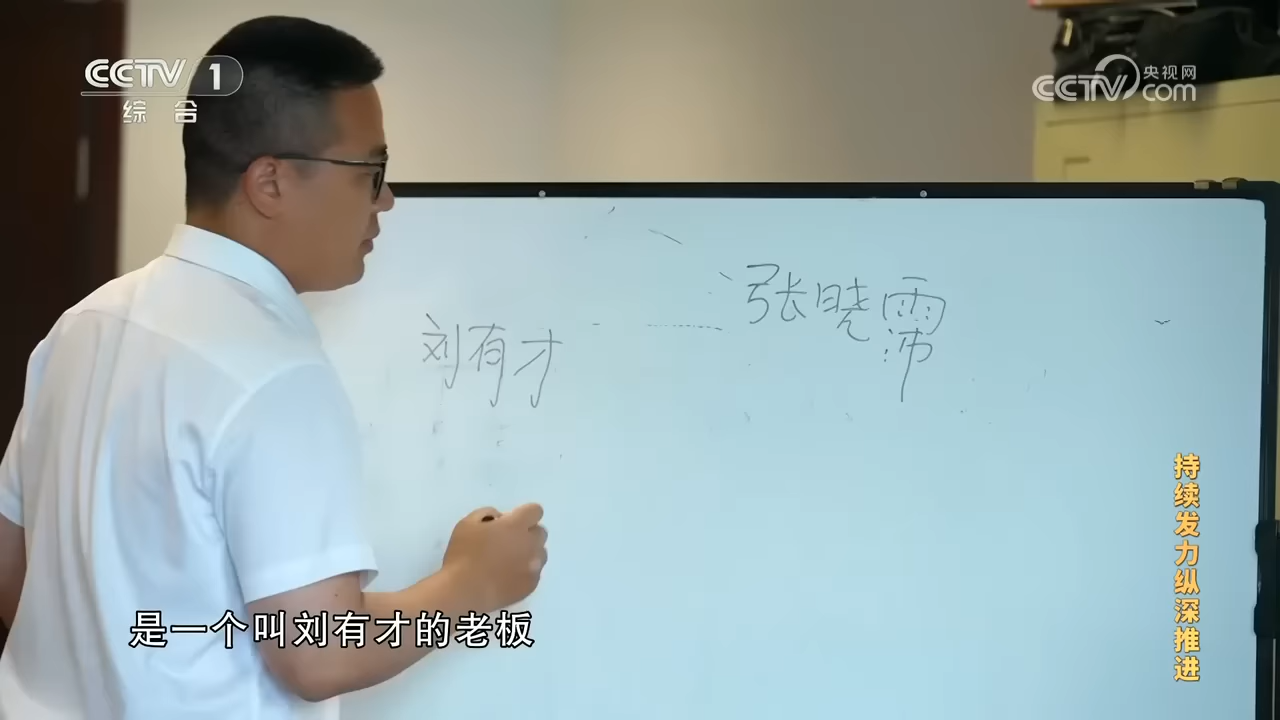 CCTV 1
综合
央视网
CCTV.com
张晓霈
刘有才
是一个叫刘有才的老板
持续发力纵深推进